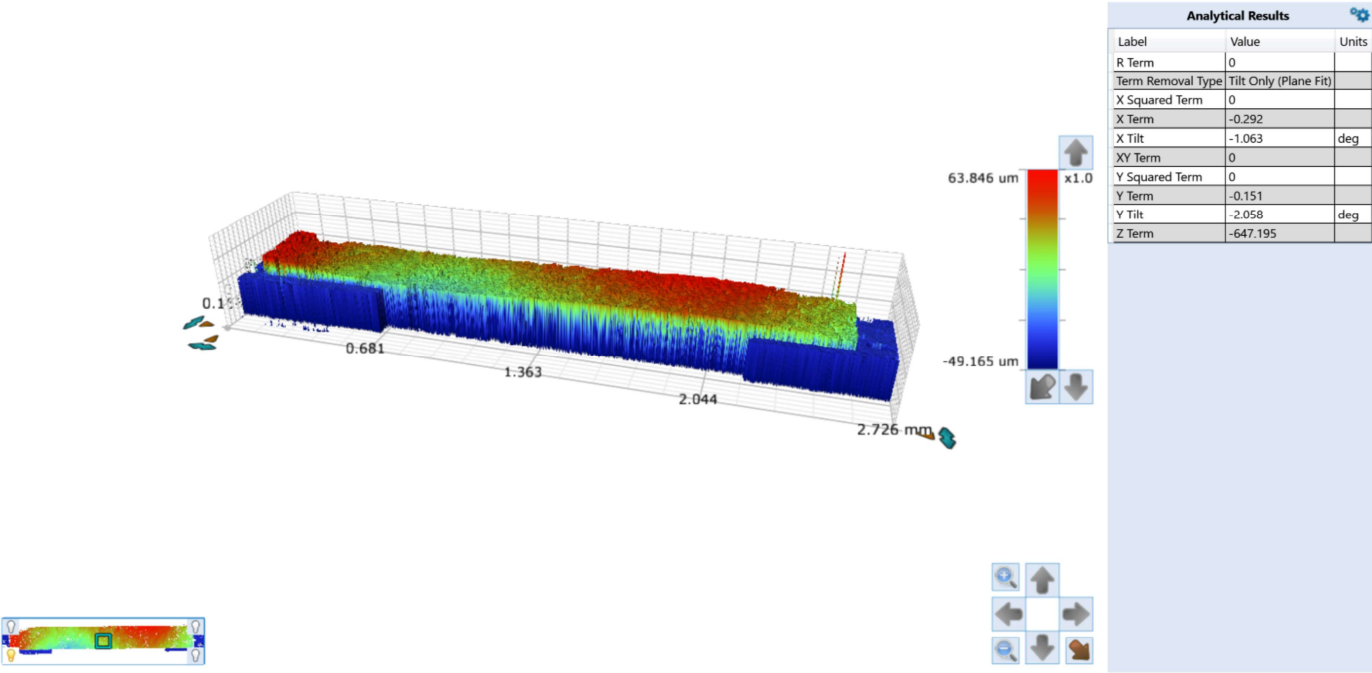 Analytical Results
Label Value Units
R Term 0
Term Removal Type Tilt Only (Plane Fit)
X Squared Term 0
X Term -0.292
X Tilt -1.063 deg
XY Term 0
Y Squared Term 0
Y Term -0.151
Y Tilt -2.058 deg
Z Term -647.195
63.846 um x1.0
-49.165 um
0.681
1.363
2.044
2.726 mm